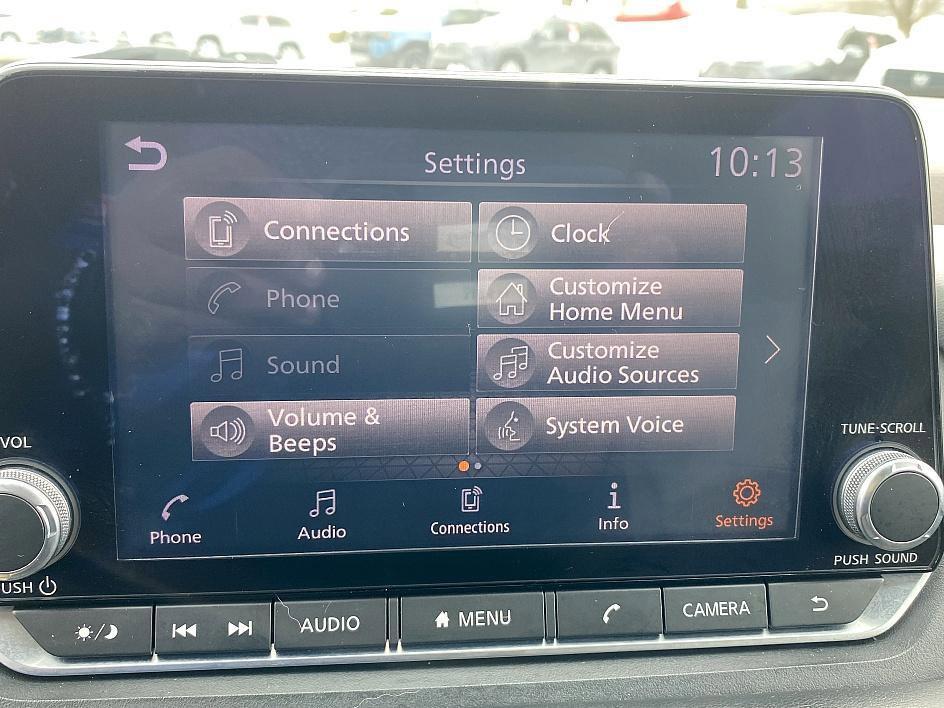 Settings
10:13
Connections
Clock
Phone
Customize
Home Menu
Sound
Customize
Audio Sources
Volume &
Beeps
System Voice
VOL
TUNE·SCROLL
Phone
Audio
Connections
Info
Settings
USH
PUSH SOUND
AUDIO
MENU
CAMERA